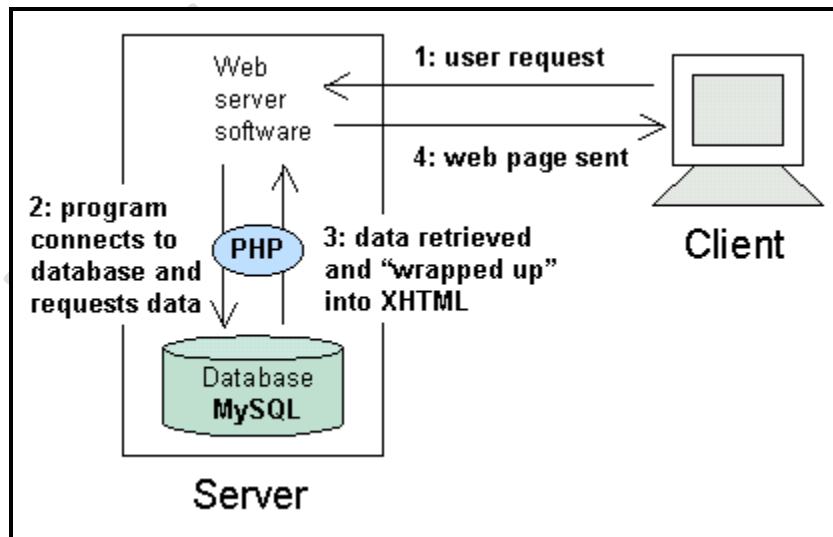 Web
server
software
1: user request
4: web page sent
2: program
connects to
database and
requests data
PHP
3: data retrieved
and “wrapped up”
into XHTML
Client
Database
MySQL
Server